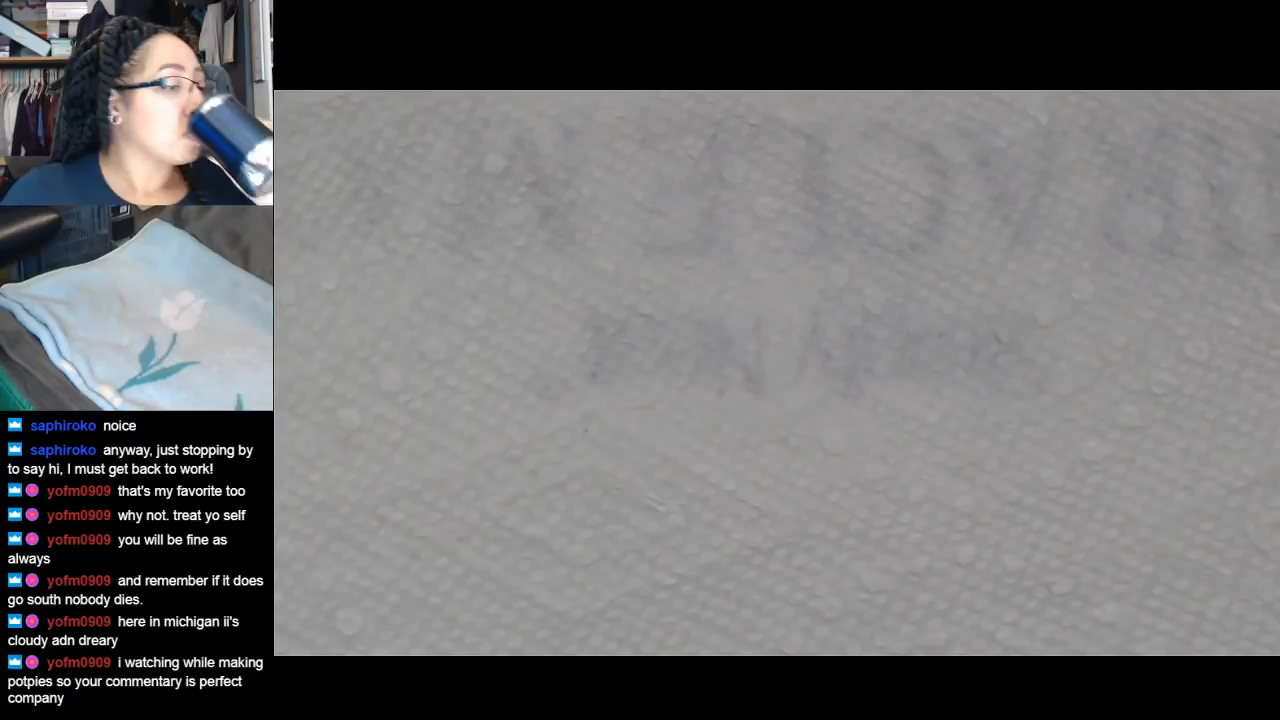 saphiroko noice
saphiroko anyway, just stopping by
to say hi, I must get back to work!
yofm0909 that's my favorite too
yofm0909 why not. treat yo self
yofm0909 you will be fine as
always
yofm0909 and remember if it does
go south nobody dies.
yofm0909 here in michigan ii's
cloudy adn dreary
yofm0909 i watching while making
potpies so your commentary is perfect
company